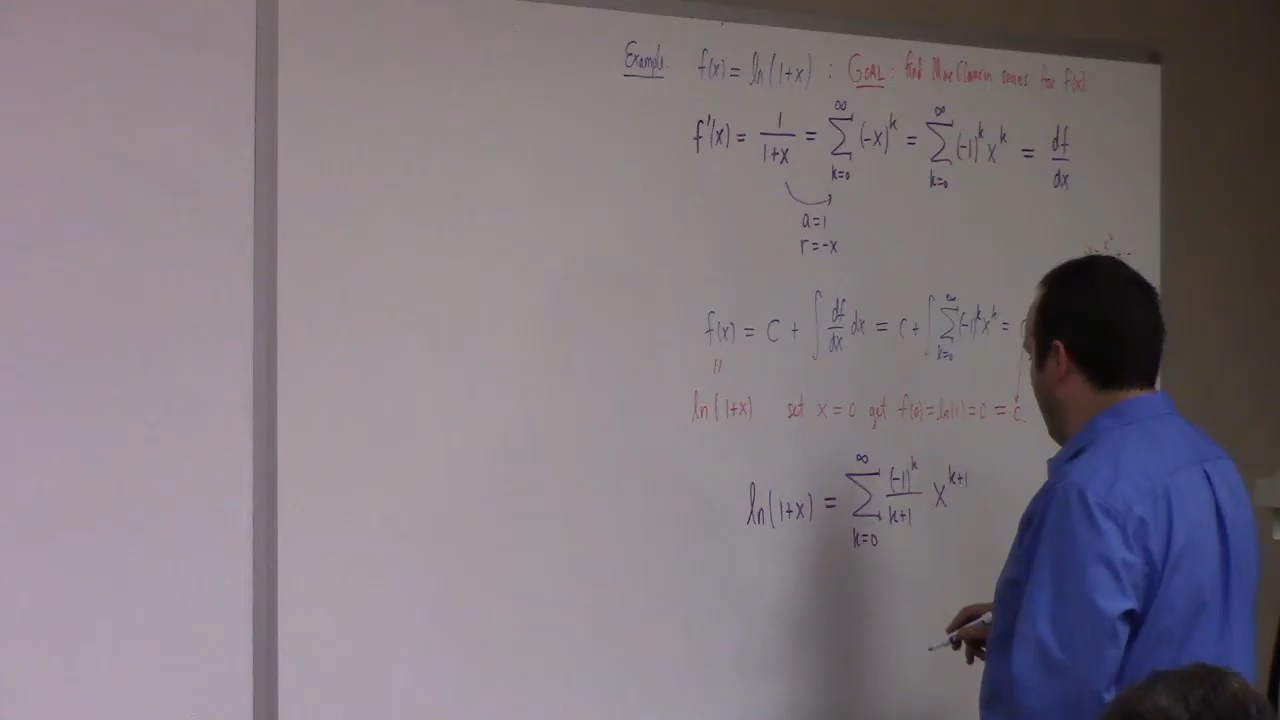 Example f(x) = ln(1+x) : GOAL : find MacClaurin series for f(x)
f'(x) = 1/(1+x) = ∑_{k=0}^{∞} (-x)^k = ∑_{k=0}^{∞} (-1)^k x^k = df/dx
a=1
r=-x
f(x) = C + ∫ df/dx dx = C + ∫ ∑_{k=0}^{∞} (-1)^k x^k =
ln(1+x) set x=0 get f(0)=ln(1)=0 = C
ln(1+x) = ∑_{k=0}^{∞} (-1)^k/(k+1) x^{k+1}